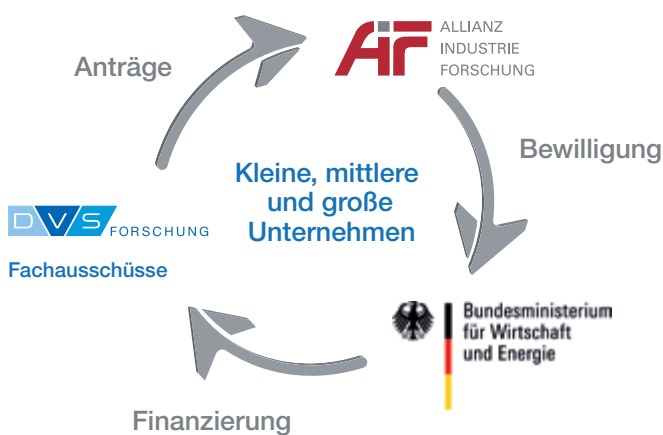 Anträge
AiF
ALLIANZ
INDUSTRIE
FORSCHUNG
Bewilligung
Kleine, mittlere
und große
Unternehmen
DVS FORSCHUNG
Fachausschüsse
Bundesministerium
für Wirtschaft
und Energie
Finanzierung